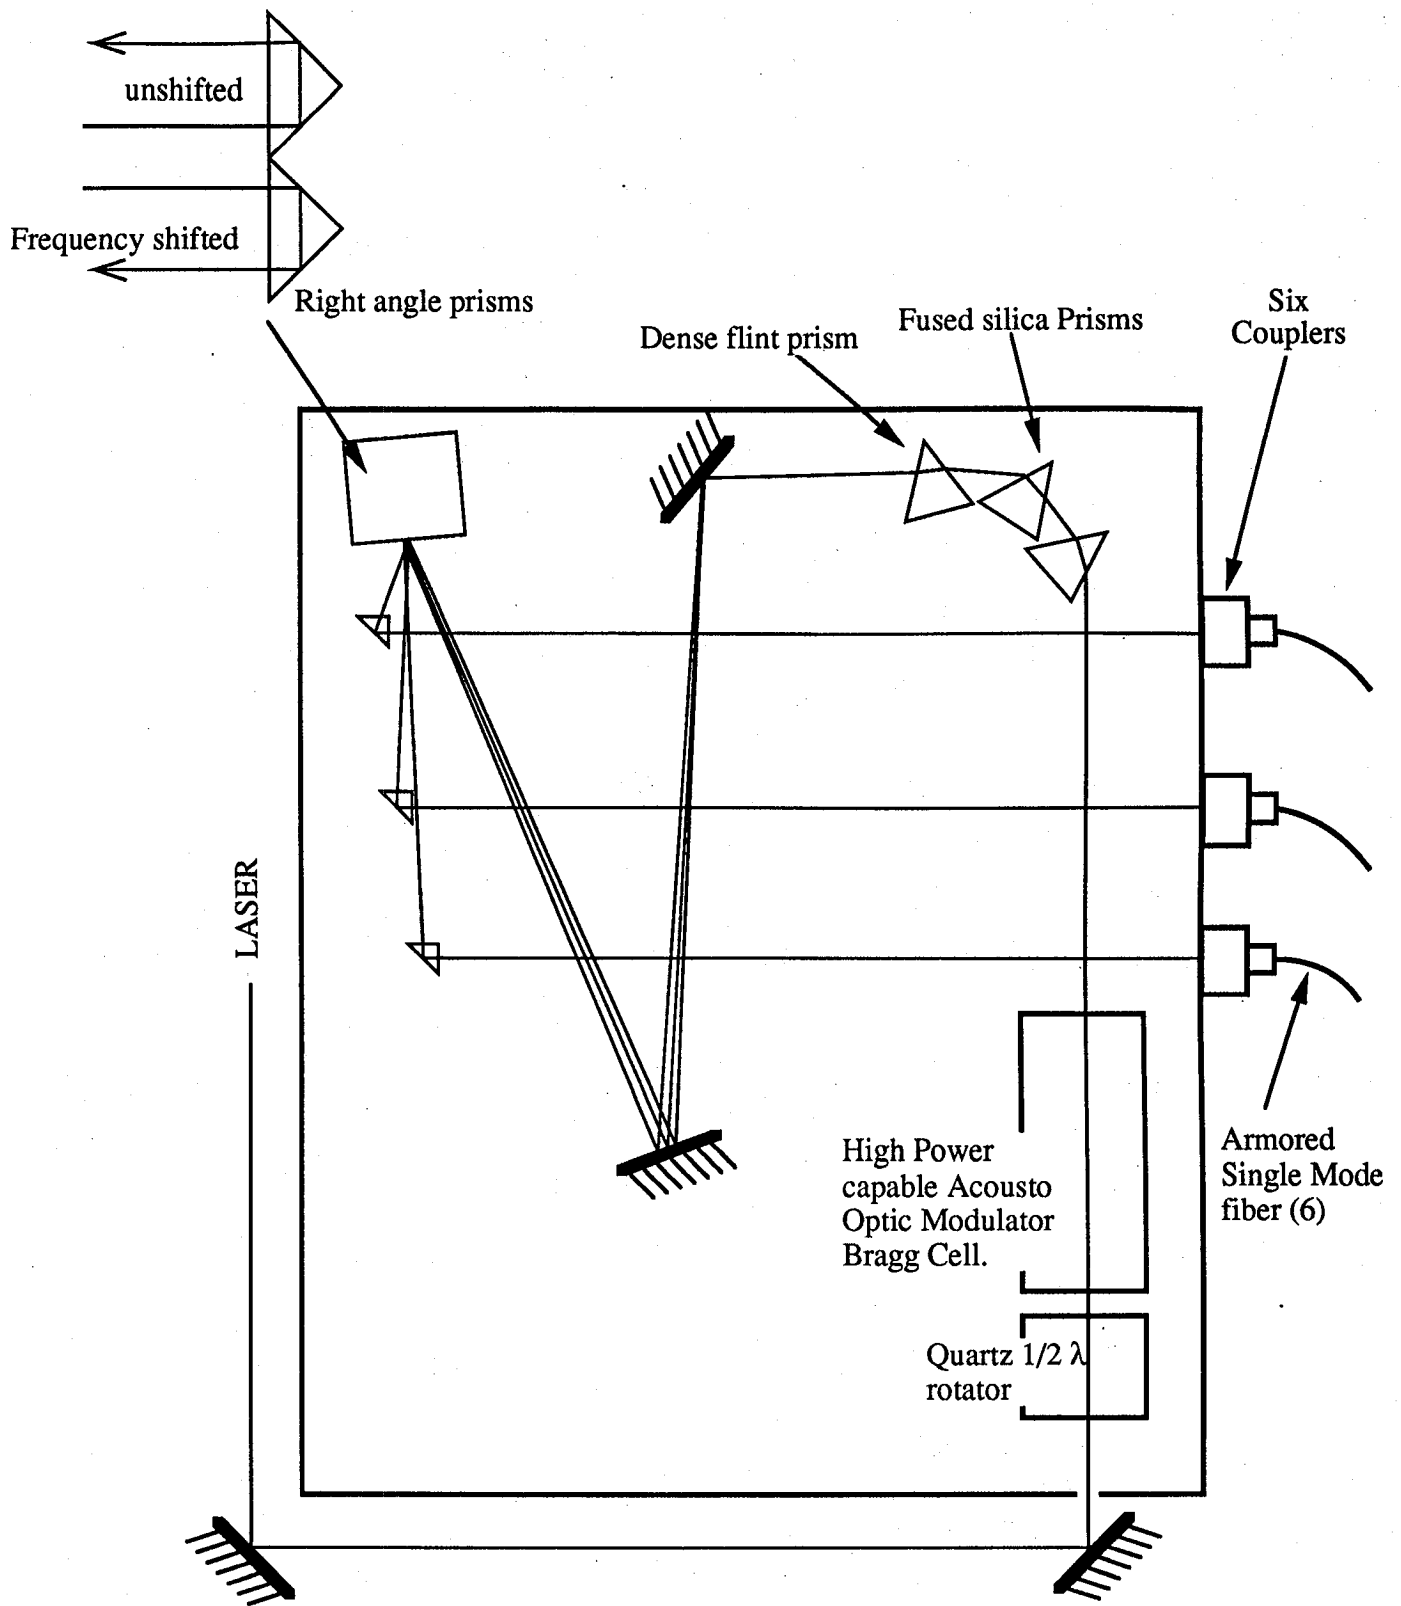 unshifted
Frequency shifted
Right angle prisms
Dense flint prism
Fused silica Prisms
Six
Couplers
LASER
High Power
capable Acousto
Optic Modulator
Bragg Cell.
Armored
Single Mode
fiber (6)
Quartz 1/2 λ
rotator